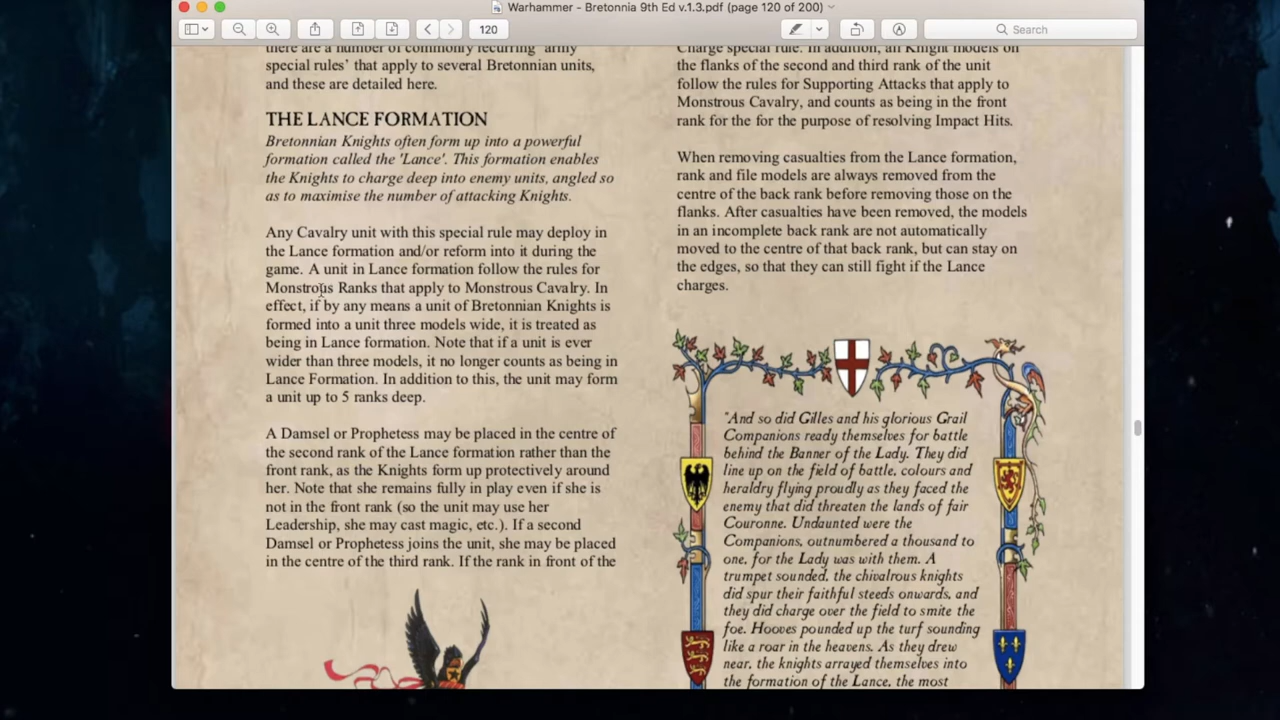 Warhammer - Bretonnia 9th Ed v.1.3.pdf (page 120 of 200)
120
Search
there are a number of commonly recurring 'army
special rules' that apply to several Bretonnian units,
and these are detailed here.
THE LANCE FORMATION
Bretonnian Knights often form up into a powerful
formation called the 'Lance'. This formation enables
the Knights to charge deep into enemy units, angled so
as to maximise the number of attacking Knights.
Any Cavalry unit with this special rule may deploy in
the Lance formation and/or reform into it during the
game. A unit in Lance formation follow the rules for
Monstrous Ranks that apply to Monstrous Cavalry. In
effect, if by any means a unit of Bretonnian Knights is
formed into a unit three models wide, it is treated as
being in Lance formation. Note that if a unit is ever
wider than three models, it no longer counts as being in
Lance Formation. In addition to this, the unit may form
a unit up to 5 ranks deep.
A Damsel or Prophetess may be placed in the centre of
the second rank of the Lance formation rather than the
front rank, as the Knights form up protectively around
her. Note that she remains fully in play even if she is
not in the front rank (so the unit may use her
Leadership, she may cast magic, etc.). If a second
Damsel or Prophetess joins the unit, she may be placed
in the centre of the third rank. If the rank in front of the
Charge special rule. In addition, all Knight models on
the flanks of the second and third rank of the unit
follow the rules for Supporting Attacks that apply to
Monstrous Cavalry, and counts as being in the front
rank for the for the purpose of resolving Impact Hits.
When removing casualties from the Lance formation,
rank and file models are always removed from the
centre of the back rank before removing those on the
flanks. After casualties have been removed, the models
in an incomplete back rank are not automatically
moved to the centre of that back rank, but can stay on
the edges, so that they can still fight if the Lance
charges.
"And so did Gilles and his glorious Grail
Companions ready themselves for battle
behind the Banner of the Lady. They did
line up on the field of battle, colours and
heraldry flying proudly as they faced the
enemy that did threaten the lands of fair
Couronne. Undaunted were the
Companions, outnumbered a thousand to
one, for the Lady was with them. A
trumpet sounded, the chivalrous knights
did spur their faithful steeds onwards, and
they did charge over the field to smite the
foe. Hooves pounded up the turf sounding
like a roar in the heavens. As they drew
near, the knights arrayed themselves into
the formation of the Lance, the most